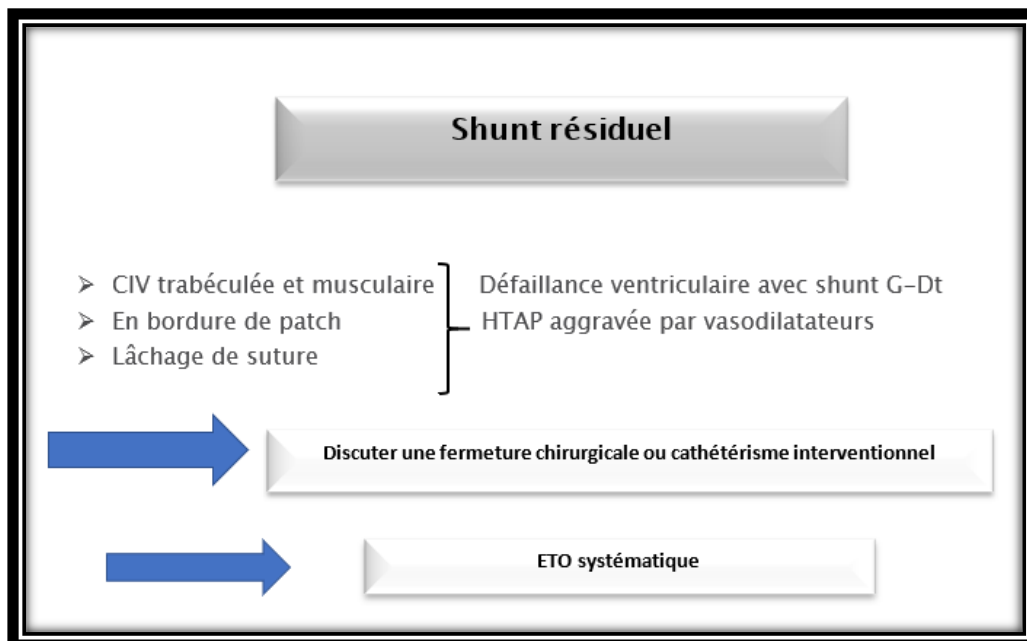 Shunt résiduel
➢ CIV trabéculée et musculaire
➢ En bordure de patch
➢ Lâchage de suture
Défaillance ventriculaire avec shunt G-Dt
HTAP aggravée par vasodilatateurs
Discuter une fermeture chirurgicale ou cathétérisme interventionnel
ETO systématique